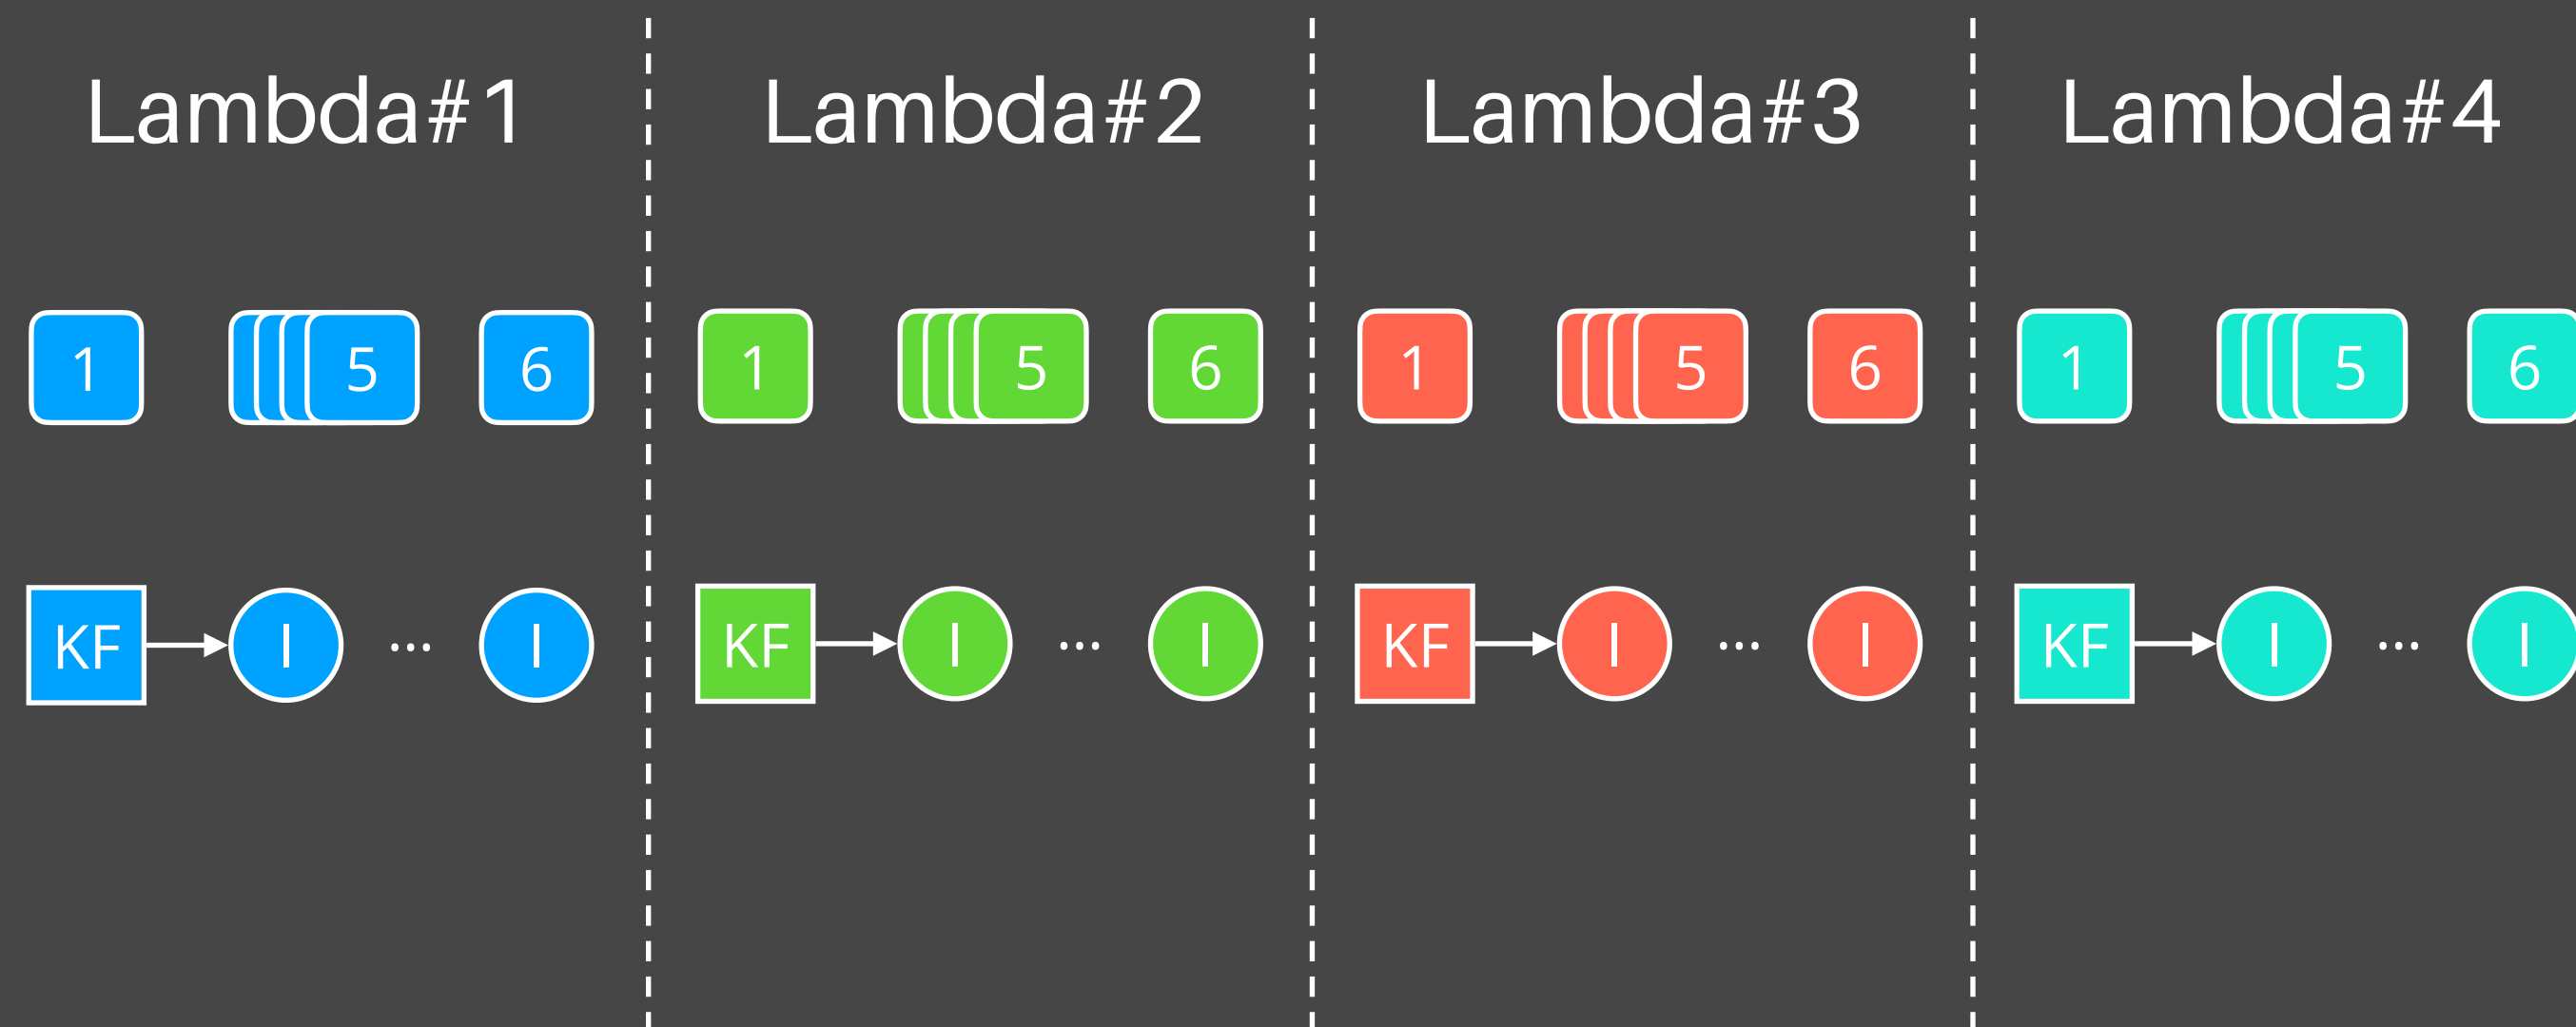 Lambda#1 Lambda#2 Lambda#3 Lambda#4
1 5 6 1 5 6 1 5 6 1 5 6
KF I ... I KF I ... I KF I ... I KF I ... I